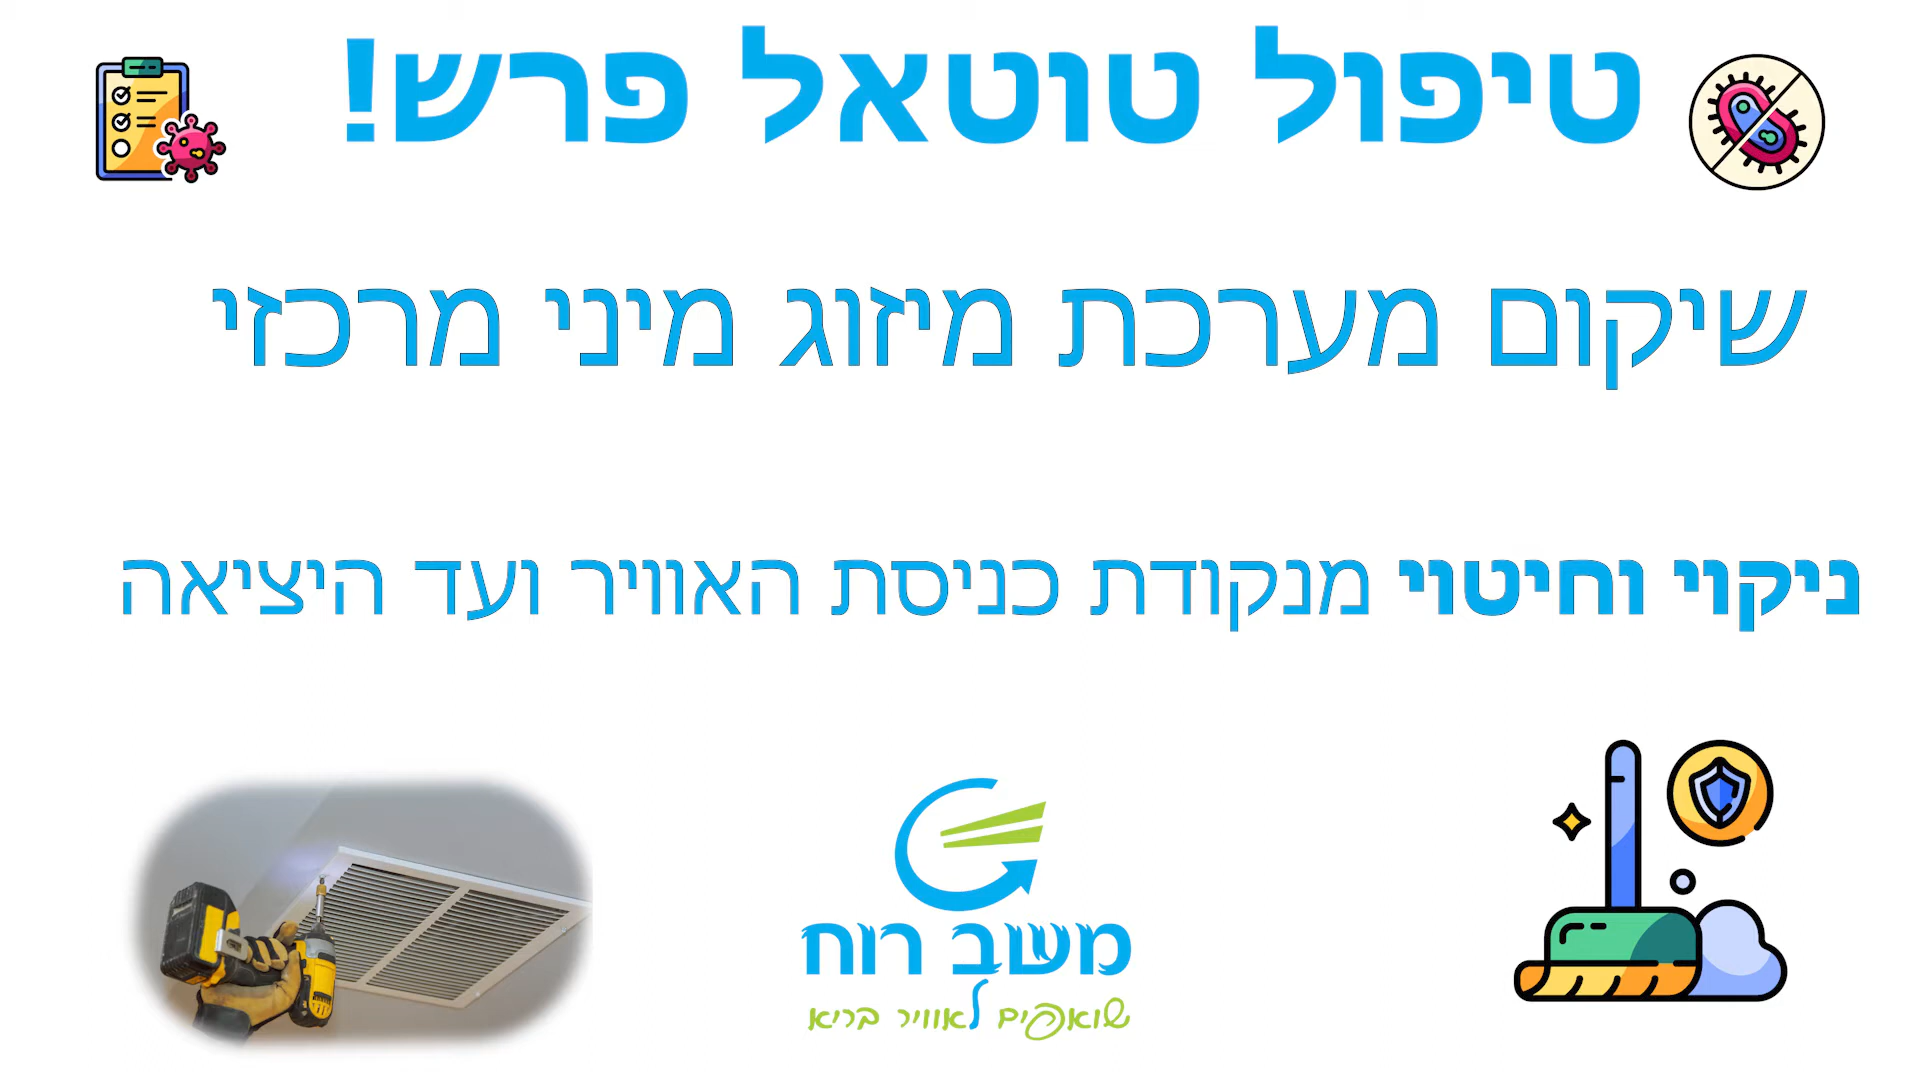 טיפול טוטאל פרש!
שיקום מערכת מיזוג מיני מרכזי
ניקוי וחיטוי מנקודת כניסת האוויר ועד היציאה
משב רוח
שואפים לאוויר בריא